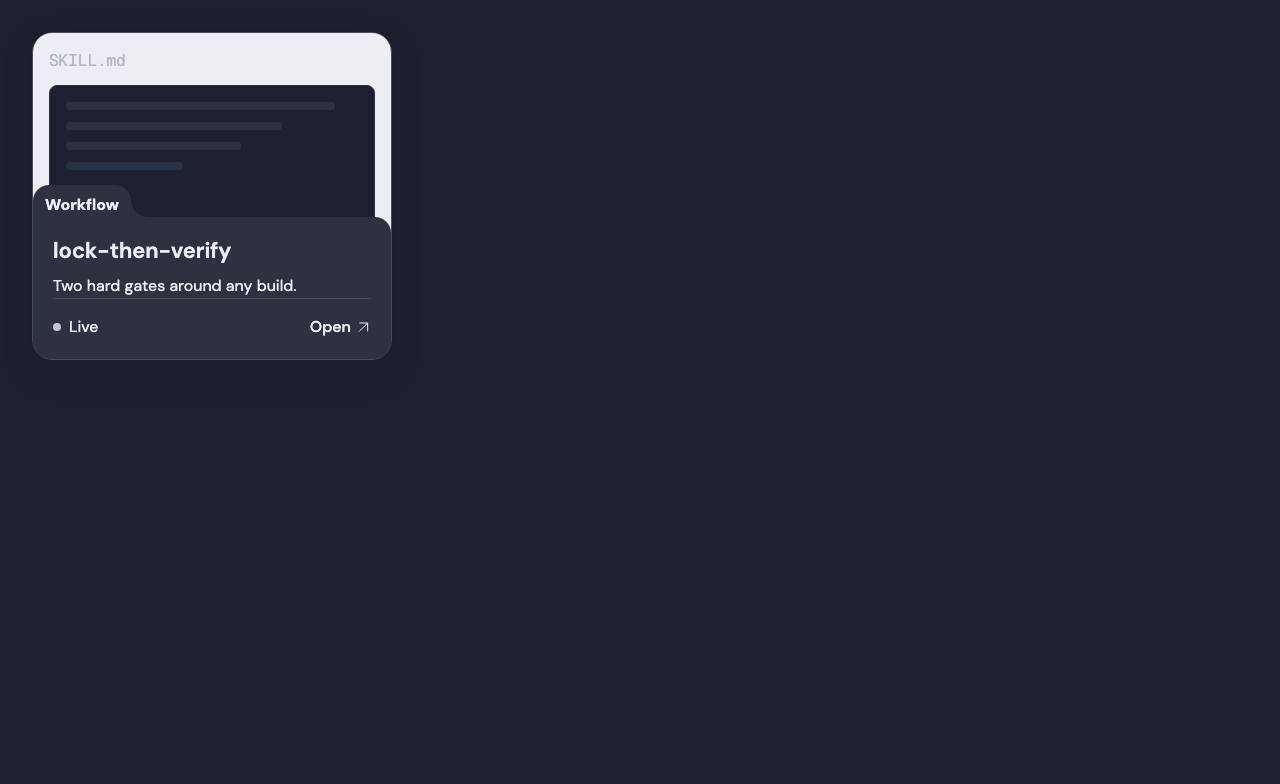 SKILL.md
Workflow
lock-then-verify
Two hard gates around any build.
Live
Open